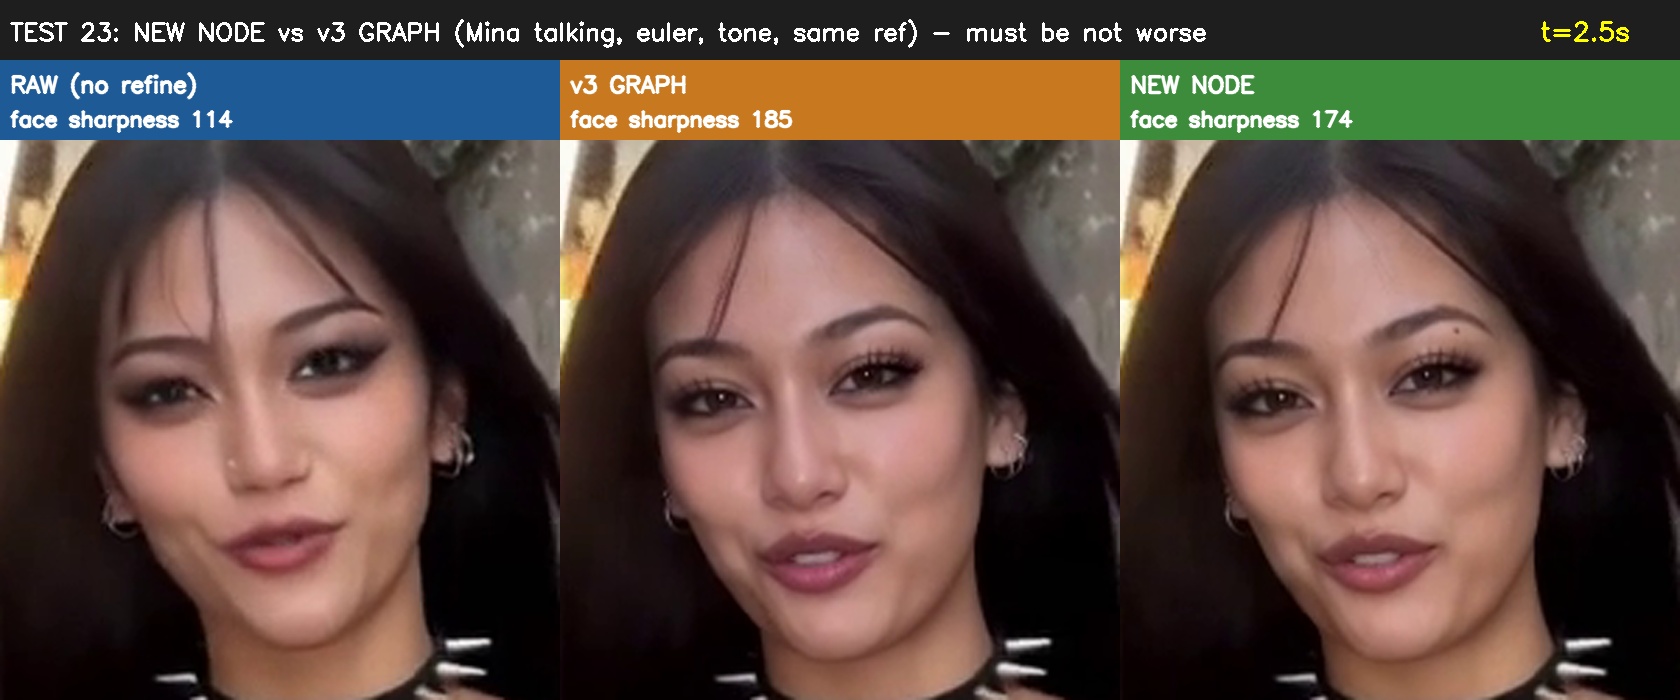 TEST 23: NEW NODE vs v3 GRAPH (Mina talking, euler, tone, same ref) – must be not worse
t=2.5s
RAW (no refine)
face sharpness 114
v3 GRAPH
face sharpness 185
NEW NODE
face sharpness 174